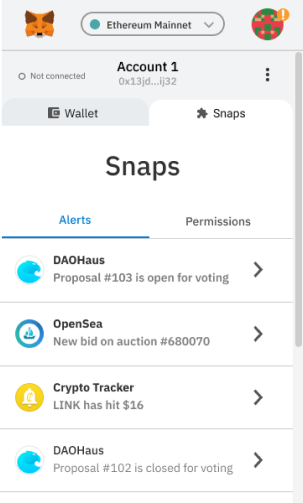 Ethereum Mainnet
Not connected
Account 1
0x13jd...ij32
Wallet
Snaps
Snaps
Alerts
Permissions
DAOHaus
Proposal #103 is open for voting
OpenSea
New bid on auction #680070
Crypto Tracker
LINK has hit $16
DAOHaus
Proposal #102 is closed for voting